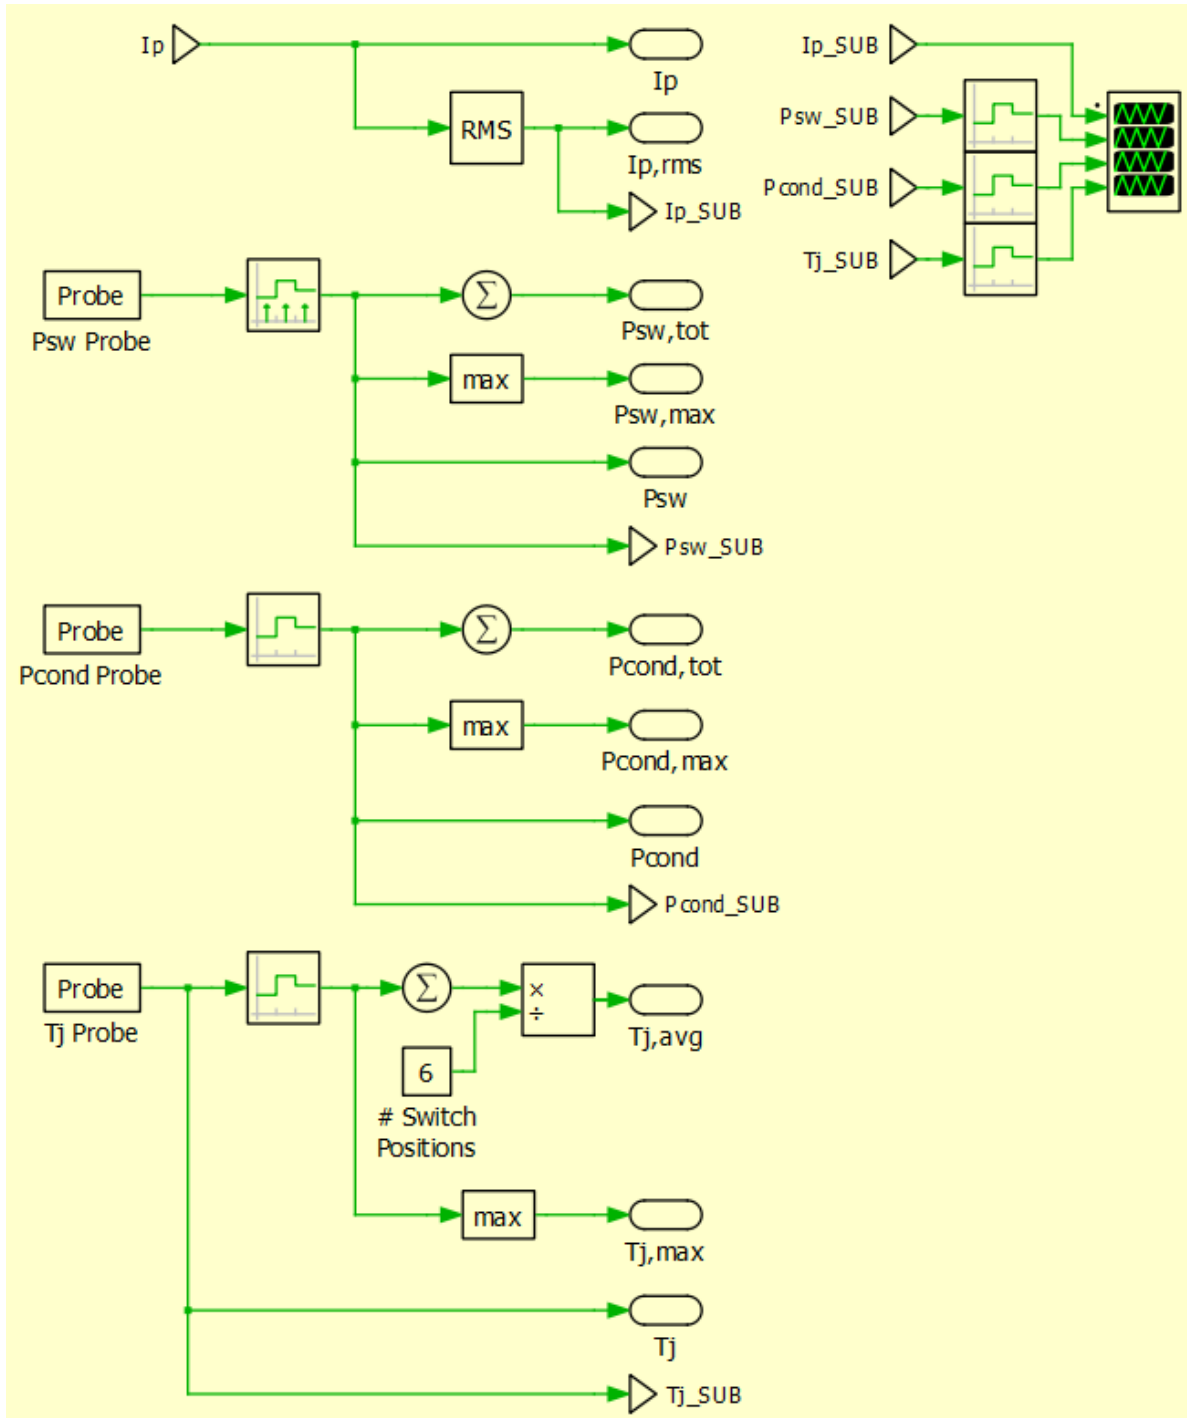 Ip
Ip
RMS
Ip,rms
Ip_SUB
Ip_SUB
Psw_SUB
Pcond_SUB
Tj_SUB
Probe
Psw Probe
Σ
Psw,tot
max
Psw,max
Psw
Psw_SUB
Probe
Pcond Probe
Σ
Pcond,tot
max
Pcond,max
Pcond
Pcond_SUB
Probe
Tj Probe
Σ
×
÷
Tj,avg
6
# Switch
Positions
max
Tj,max
Tj
Tj_SUB